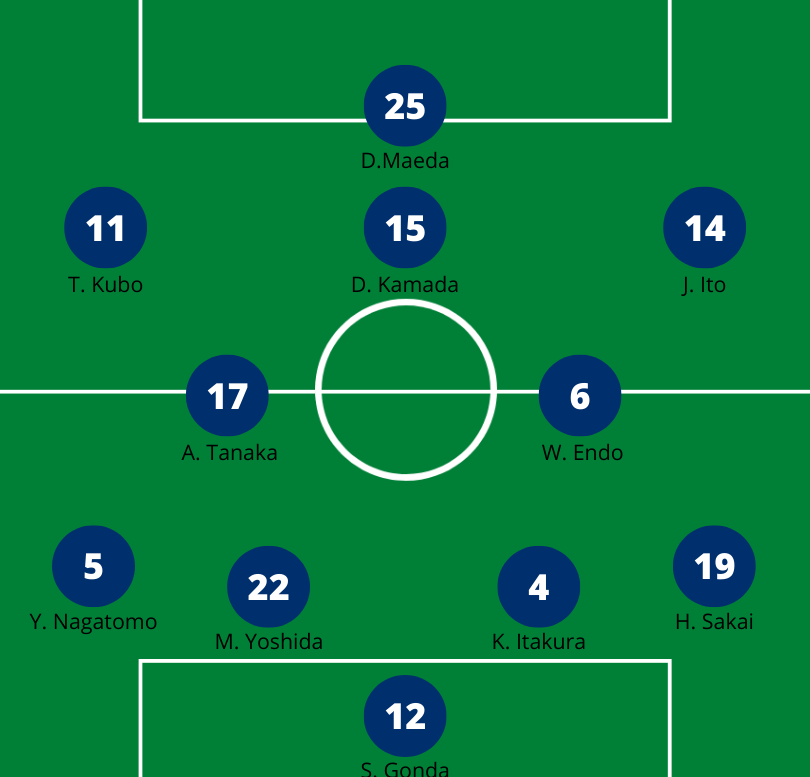 25
D.Maeda
11
15
14
T. Kubo
D. Kamada
J. Ito
17
6
A. Tanaka
W. Endo
5
22
4
19
Y. Nagatomo
M. Yoshida
K. Itakura
H. Sakai
12
S. Gonda